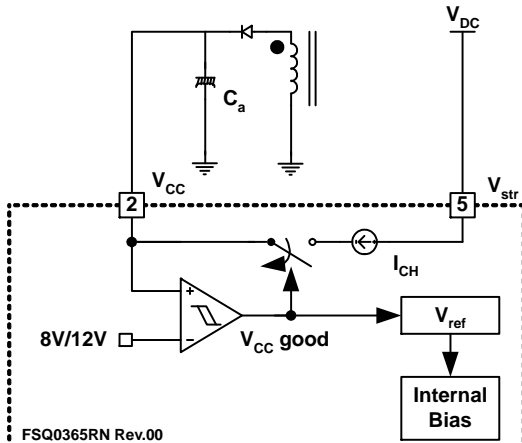 V_DC
C_a
V_CC
V_str
2
5
I_CH
+
8V/12V
-
V_CC good
V_ref
Internal
Bias
FSQ0365RN Rev.00